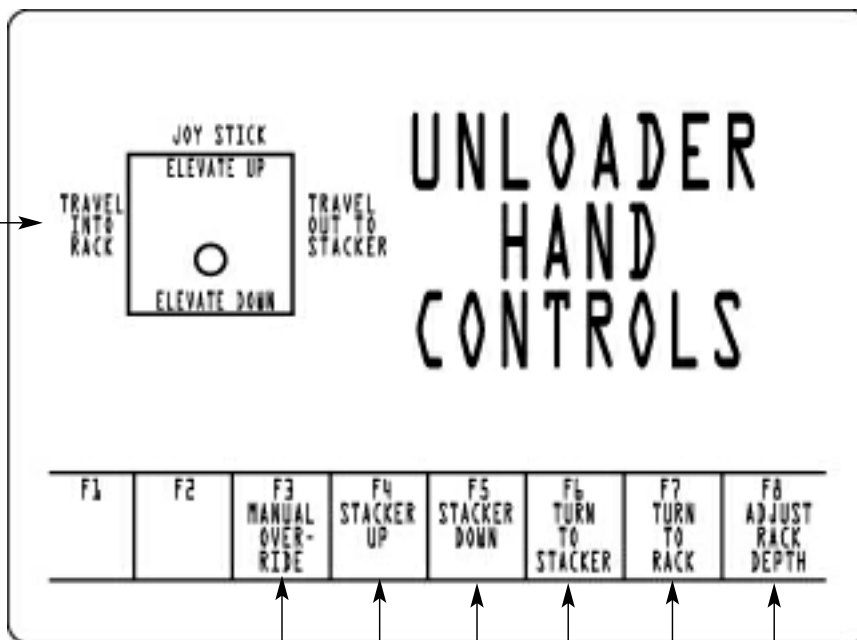 JOY STICK
ELEVATE UP
TRAVEL
INTO
RACK
TRAVEL
OUT TO
STACKER
ELEVATE DOWN
UNLOADER
HAND
CONTROLS
F1
F2
F3
MANUAL
OVER-
RIDE
F4
STACKER
UP
F5
STACKER
DOWN
F6
TURN
TO
STACKER
F7
TURN
TO
RACK
F8
ADJUST
RACK
DEPTH